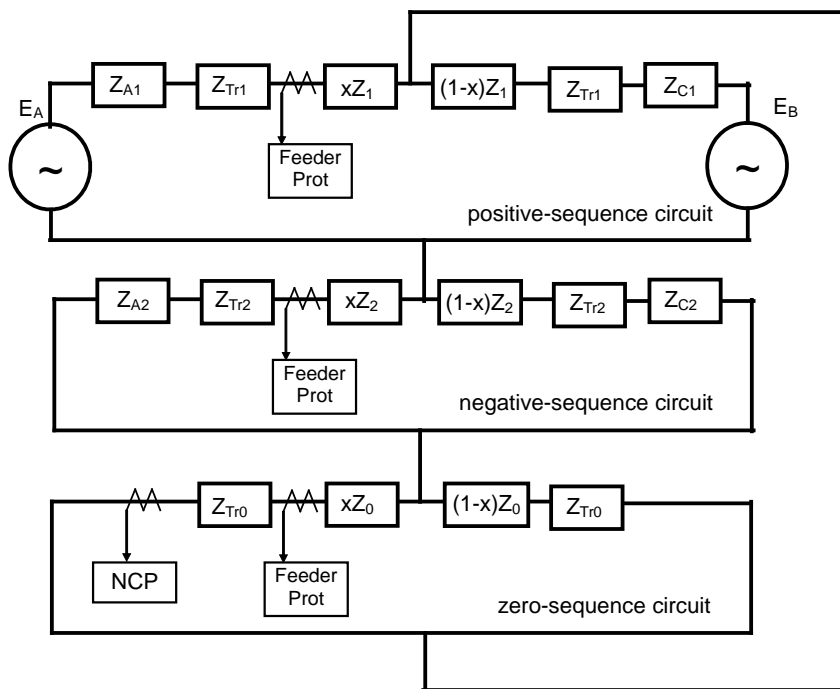 Z_A1 Z_Tr1 xZ_1 (1-x)Z_1 Z_Tr1 Z_C1
E_A E_B
~ ~
Feeder
Prot
positive-sequence circuit
Z_A2 Z_Tr2 xZ_2 (1-x)Z_2 Z_Tr2 Z_C2
Feeder
Prot
negative-sequence circuit
Z_Tr0 xZ_0 (1-x)Z_0 Z_Tr0
NCP
Feeder
Prot
zero-sequence circuit